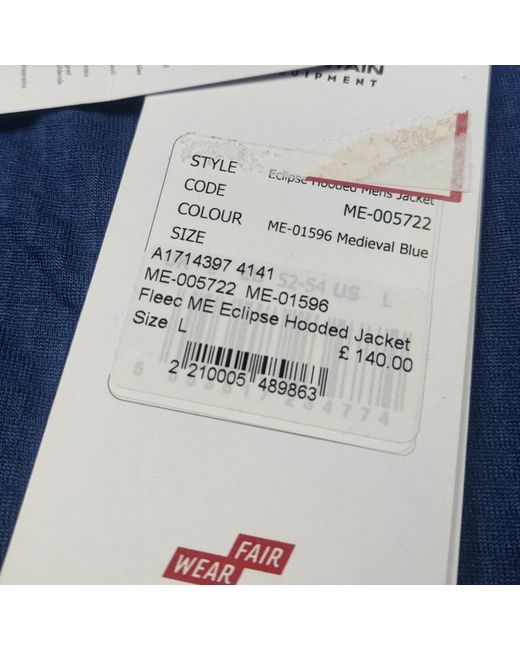 EQUIPMENT
STYLE Eclipse Hooded Mens Jacket
CODE ME-005722
COLOUR ME-01596 Medieval Blue
SIZE
52-54 US L
A1714397 4141
ME-005722 ME-01596
Fleec ME Eclipse Hooded Jacket
Size L £ 140.00
2 210005 489863
FAIR
WEAR